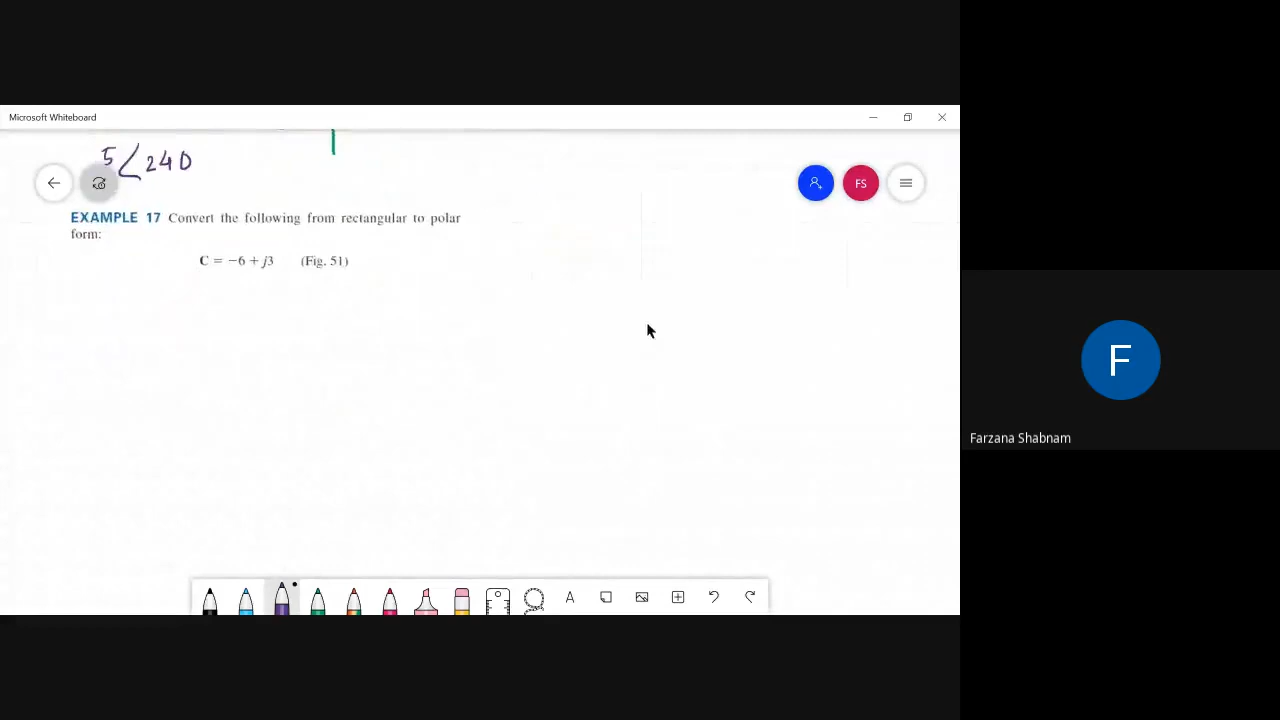 Microsoft Whiteboard
5∠240
FS
EXAMPLE 17 Convert the following from rectangular to polar
form:
C = −6 + j3 (Fig. 51)
F
Farzana Shabnam
A